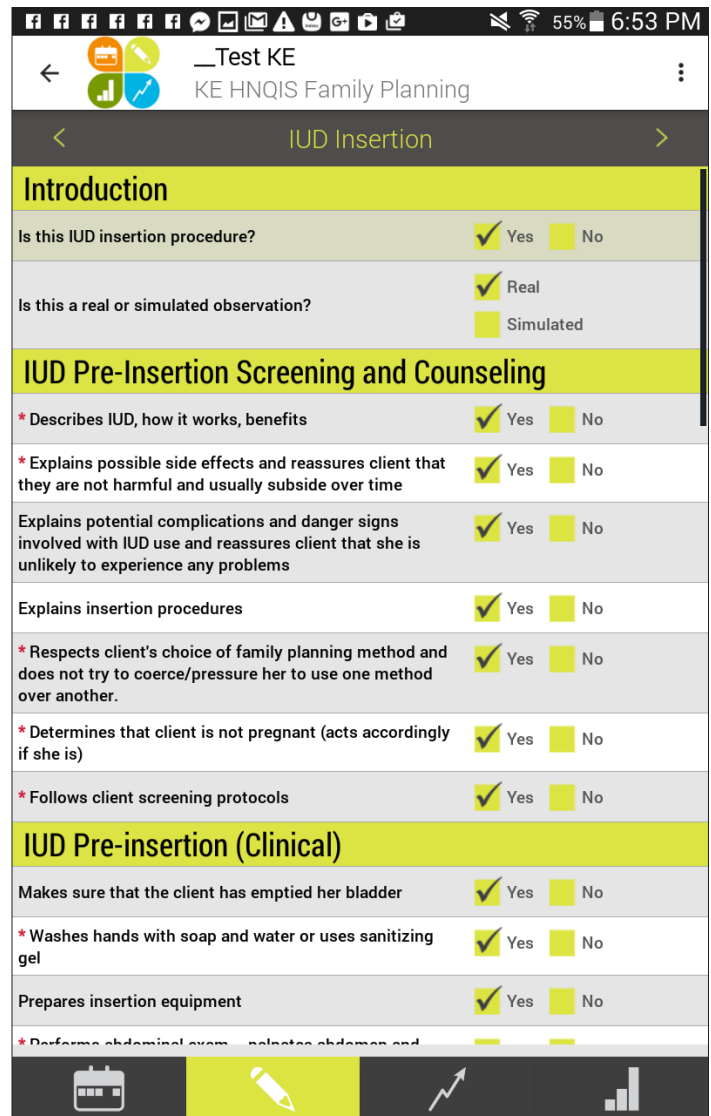 55% 6:53 PM
__Test KE
KE HNQIS Family Planning
IUD Insertion
Introduction
Is this IUD insertion procedure? Yes No
Is this a real or simulated observation? Real
Simulated
IUD Pre-Insertion Screening and Counseling
* Describes IUD, how it works, benefits Yes No
* Explains possible side effects and reassures client that
they are not harmful and usually subside over time Yes No
Explains potential complications and danger signs
involved with IUD use and reassures client that she is
unlikely to experience any problems Yes No
Explains insertion procedures Yes No
* Respects client's choice of family planning method and
does not try to coerce/pressure her to use one method
over another. Yes No
* Determines that client is not pregnant (acts accordingly
if she is) Yes No
* Follows client screening protocols Yes No
IUD Pre-insertion (Clinical)
Makes sure that the client has emptied her bladder Yes No
* Washes hands with soap and water or uses sanitizing
gel Yes No
Prepares insertion equipment Yes No
* Performs abdominal exam